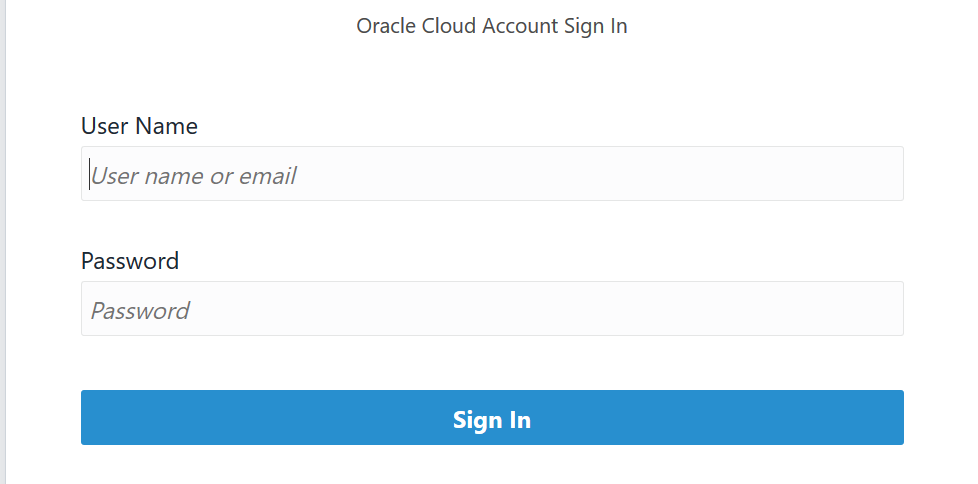 Oracle Cloud Account Sign In
User Name
User name or email
Password
Password
Sign In